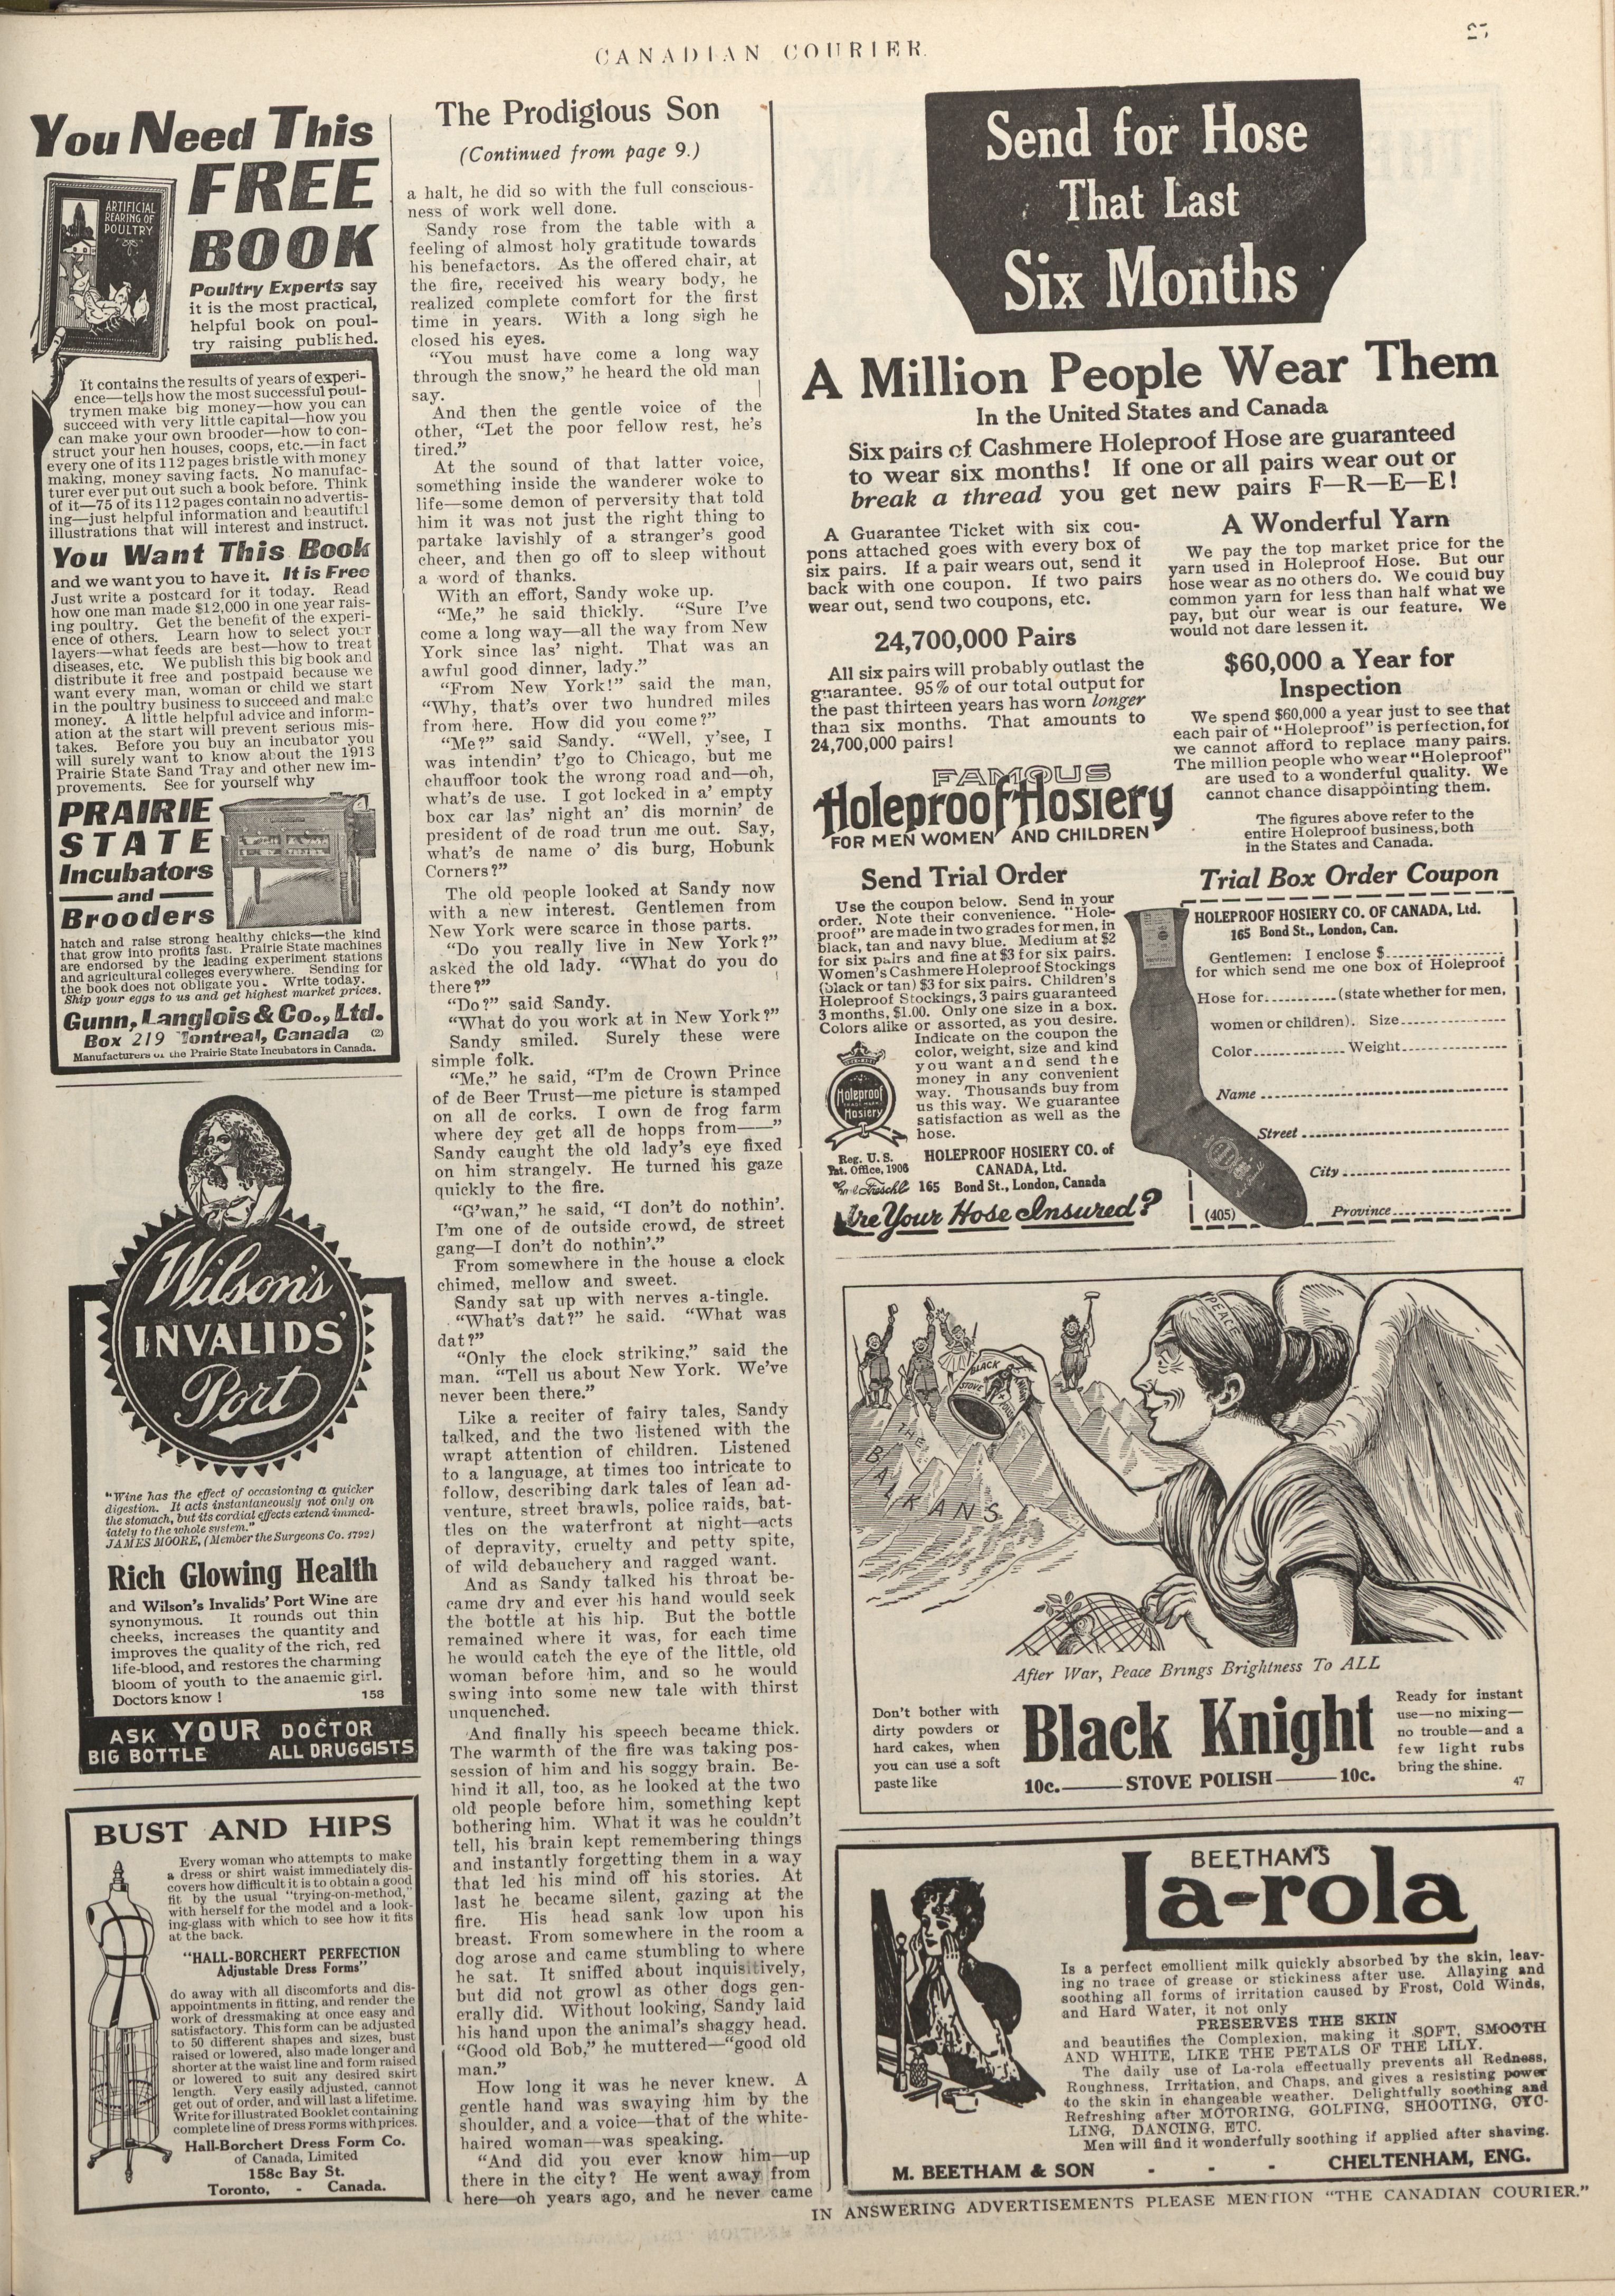 CANADIAN COURIER
You Need This
FREE
BOOK
ARTIFICIAL
REARING OF
POULTRY
Poultry Experts say
it is the most practical,
helpful book on poul-
try raising published.
It contains the results of years of experi-
ence—tells how the most successful poul-
trymen make big money—how you can
succeed with very little capital—how you
can make your own brooder—how to con-
struct your hen houses, coops, etc.—in fact
every one of its 112 pages bristle with money
making, money saving facts. No manufac-
turer ever put out such a book before. Think
of it—75 of its 112 pages contain no advertis-
ing—just helpful information and beautiful
illustrations that will interest and instruct.
You Want This Book
and we want you to have it. It is Free
Just write a postcard for it today. Read
how one man made $12,000 in one year rais-
ing poultry. Get the benefit of the experi-
ence of others. Learn how to select your
layers—what feeds are best—how to treat
diseases, etc. We publish this big book and
distribute it free and postpaid because we
want every man, woman or child we start
in the poultry business to succeed and make
money. A little helpful advice and inform-
ation at the start will prevent serious mis-
takes. Before you buy an incubator you
will surely want to know about the 1913
Prairie State Sand Tray and other new im-
provements. See for yourself why
PRAIRIE
STATE
Incubators
—and—
Brooders
hatch and raise strong healthy chicks—the kind
that grow into profits fast. Prairie State machines
are endorsed by the leading experiment stations
and agricultural colleges everywhere. Sending for
the book does not obligate you. Write today.
Ship your eggs to us and get highest market prices.
Gunn, Langlois & Co., Ltd.
Box 219 Montreal, Canada (2)
Manufacturers of the Prairie State Incubators in Canada.
Wilson's
INVALIDS'
Port
"Wine has the effect of occasioning a quicker
digestion. It acts instantaneously not only on
the stomach, but its cordial effects extend immed-
iately to the whole system."
JAMES MOORE, (Member the Surgeons Co. 1792)
Rich Glowing Health
and Wilson's Invalids' Port Wine are
synonymous. It rounds out thin
cheeks, increases the quantity and
improves the quality of the rich, red
life-blood, and restores the charming
bloom of youth to the anaemic girl.
Doctors know! 158
ASK YOUR DOCTOR
BIG BOTTLE ALL DRUGGISTS
BUST AND HIPS
Every woman who attempts to make
a dress or shirt waist immediately dis-
covers how difficult it is to obtain a good
fit by the usual "trying-on-method,"
with herself for the model and a look-
ing-glass with which to see how it fits
at the back.
"HALL-BORCHERT PERFECTION
Adjustable Dress Forms"
do away with all discomforts and dis-
appointments in fitting, and render the
work of dressmaking at once easy and
satisfactory. This form can be adjusted
to 50 different shapes and sizes, bust
raised or lowered, also made longer and
shorter at the waist line and form raised
or lowered to suit any desired skirt
length. Very easily adjusted, cannot
get out of order, and will last a lifetime.
Write for illustrated Booklet containing
complete line of Dress Forms with prices.
Hall-Borchert Dress Form Co.
of Canada, Limited
158c Bay St.
Toronto, - Canada.
The Prodigious Son
(Continued from page 9.)
a halt, he did so with the full conscious-
ness of work well done.
Sandy rose from the table with a
feeling of almost holy gratitude towards
his benefactors. As the offered chair, at
the fire, received his weary body, he
realized complete comfort for the first
time in years. With a long sigh he
closed his eyes.
"You must have come a long way
through the snow," he heard the old man
say.
And then the gentle voice of the
other, "Let the poor fellow rest, he's
tired."
At the sound of that latter voice,
something inside the wanderer woke to
life—some demon of perversity that told
him it was not just the right thing to
partake lavishly of a stranger's good
cheer, and then go off to sleep without
a word of thanks.
With an effort, Sandy woke up.
"Me," he said thickly. "Sure I've
come a long way—all the way from New
York since las' night. That was an
awful good dinner, lady."
"From New York!" said the man,
"Why, that's over two hundred miles
from here. How did you come?"
"Me?" said Sandy. "Well, y'see, I
was intendin' t'go to Chicago, but me
chauffoor took the wrong road and—oh,
what's de use. I got locked in a' empty
box car las' night an' dis mornin' de
president of de road trun me out. Say,
what's de name o' dis burg, Hobunk
Corners?"
The old people looked at Sandy now
with a new interest. Gentlemen from
New York were scarce in those parts.
"Do you really live in New York?"
asked the old lady. "What do you do
there?"
"Do?" said Sandy.
"What do you work at in New York?"
Sandy smiled. Surely these were
simple folk.
"Me," he said, "I'm de Crown Prince
of de Beer Trust—me picture is stamped
on all de corks. I own de frog farm
where dey get all de hopps from——"
Sandy caught the old lady's eye fixed
on him strangely. He turned his gaze
quickly to the fire.
"G'wan," he said, "I don't do nothin'.
I'm one of de outside crowd, de street
gang—I don't do nothin'."
From somewhere in the house a clock
chimed, mellow and sweet.
Sandy sat up with nerves a-tingle.
"What's dat?" he said. "What was
dat?"
"Only the clock striking," said the
man. "Tell us about New York. We've
never been there."
Like a reciter of fairy tales, Sandy
talked, and the two listened with the
wrapt attention of children. Listened
to a language, at times too intricate to
follow, describing dark tales of lean ad-
venture, street brawls, police raids, bat-
tles on the waterfront at night—acts
of depravity, cruelty and petty spite,
of wild debauchery and ragged want.
And as Sandy talked his throat be-
came dry and ever his hand would seek
the bottle at his hip. But the bottle
remained where it was, for each time
he would catch the eye of the little, old
woman before him, and so he would
swing into some new tale with thirst
unquenched.
And finally his speech became thick.
The warmth of the fire was taking pos-
session of him and his soggy brain. Be-
hind it all, too, as he looked at the two
old people before him, something kept
bothering him. What it was he couldn't
tell, his brain kept remembering things
and instantly forgetting them in a way
that led his mind off his stories. At
last he became silent, gazing at the
fire. His head sank low upon his
breast. From somewhere in the room a
dog arose and came stumbling to where
he sat. It sniffed about inquisitively,
but did not growl as other dogs gen-
erally did. Without looking, Sandy laid
his hand upon the animal's shaggy head.
"Good old Bob," he muttered—"good old
man."
How long it was he never knew. A
gentle hand was swaying him by the
shoulder, and a voice—that of the white-
haired woman—was speaking.
"And did you ever know him—up
there in the city? He went away from
here—oh years ago, and he never came
Send for Hose
That Last
Six Months
A Million People Wear Them
In the United States and Canada
Six pairs of Cashmere Holeproof Hose are guaranteed
to wear six months! If one or all pairs wear out or
break a thread you get new pairs F—R—E—E!
A Guarantee Ticket with six cou-
pons attached goes with every box of
six pairs. If a pair wears out, send it
back with one coupon. If two pairs
wear out, send two coupons, etc.
24,700,000 Pairs
All six pairs will probably outlast the
guarantee. 95% of our total output for
the past thirteen years has worn longer
than six months. That amounts to
24,700,000 pairs!
A Wonderful Yarn
We pay the top market price for the
yarn used in Holeproof Hose. But our
hose wear as no others do. We could buy
common yarn for less than half what we
pay, but our wear is our feature. We
would not dare lessen it.
$60,000 a Year for
Inspection
We spend $60,000 a year just to see that
each pair of "Holeproof" is perfection, for
we cannot afford to replace many pairs.
The million people who wear "Holeproof"
are used to a wonderful quality. We
cannot chance disappointing them.
The figures above refer to the
entire Holeproof business, both
in the States and Canada.
FAMOUS
Holeproof Hosiery
FOR MEN WOMEN AND CHILDREN
Send Trial Order
Use the coupon below. Send in your
order. Note their convenience. "Hole-
proof" are made in two grades for men, in
black, tan and navy blue. Medium at $2
for six pairs and fine at $3 for six pairs.
Women's Cashmere Holeproof Stockings
(black or tan) $3 for six pairs. Children's
Holeproof Stockings, 3 pairs guaranteed
3 months, $1.00. Only one size in a box.
Colors alike or assorted, as you desire.
Indicate on the coupon the
color, weight, size and kind
you want and send the
money in any convenient
way. Thousands buy from
us this way. We guarantee
satisfaction as well as the
hose.
Holeproof
Hosiery
Reg. U. S.
Pat. Office, 1906
HOLEPROOF HOSIERY CO. of
CANADA, Ltd.
165 Bond St., London, Canada
Are Your Hose Insured?
Trial Box Order Coupon
HOLEPROOF HOSIERY CO. OF CANADA, Ltd.
165 Bond St., London, Can.
Gentlemen: I enclose $
for which send me one box of Holeproof
Hose for (state whether for men,
women or children). Size
Color Weight
Name
Street
City
(405) Province
PEACE
BLACK
STOVE
THE
BALKANS
After War, Peace Brings Brightness To ALL
Don't bother with
dirty powders or
hard cakes, when
you can use a soft
paste like
Black Knight
10c. — STOVE POLISH — 10c.
Ready for instant
use—no mixing—
no trouble—and a
few light rubs
bring the shine.
47
BEETHAM'S
La-rola
Is a perfect emollient milk quickly absorbed by the skin, leav-
ing no trace of grease or stickiness after use. Allaying and
soothing all forms of irritation caused by Frost, Cold Winds,
and Hard Water, it not only
PRESERVES THE SKIN
and beautifies the Complexion, making it SOFT, SMOOTH
AND WHITE, LIKE THE PETALS OF THE LILY.
The daily use of La-rola effectually prevents all Redness,
Roughness, Irritation, and Chaps, and gives a resisting power
to the skin in changeable weather. Delightfully soothing and
Refreshing after MOTORING, GOLFING, SHOOTING, CYC-
LING, DANCING, ETC.
Men will find it wonderfully soothing if applied after shaving.
M. BEETHAM & SON - - - CHELTENHAM, ENG.
IN ANSWERING ADVERTISEMENTS PLEASE MENTION "THE CANADIAN COURIER."